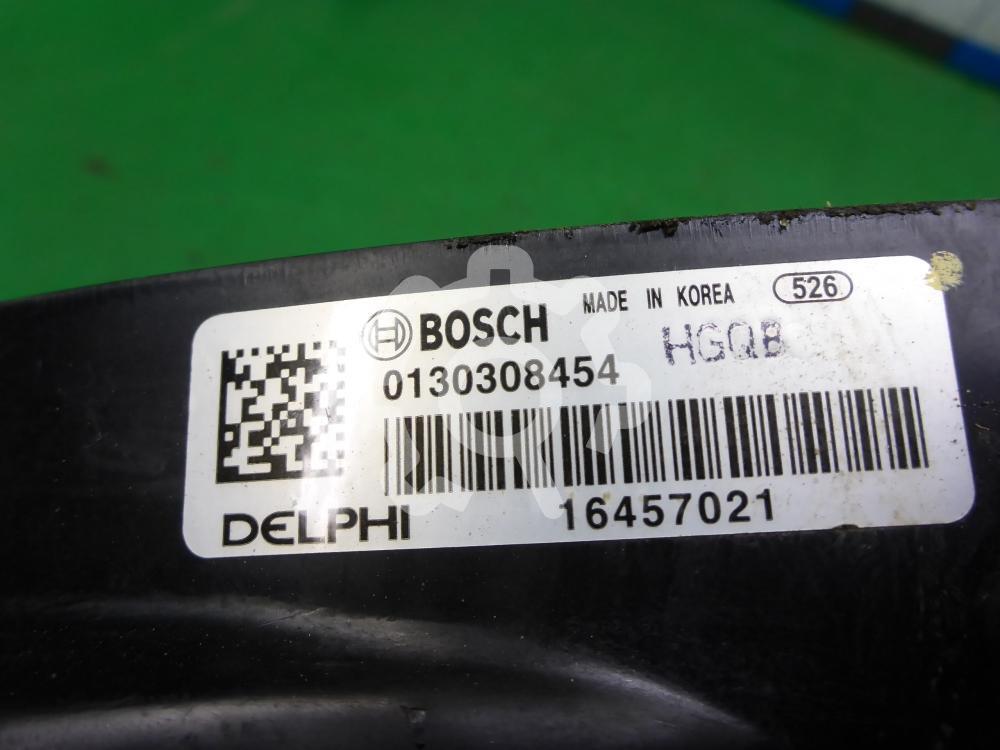 BOSCH MADE IN KOREA 526
0130308454 HGQB
DELPHI 16457021